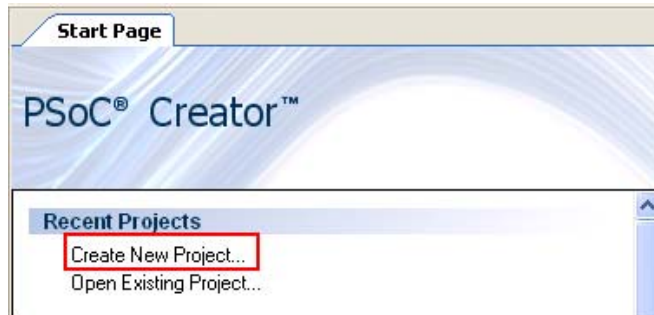 Start Page
PSoC® Creator™
Recent Projects
Create New Project...
Open Existing Project...